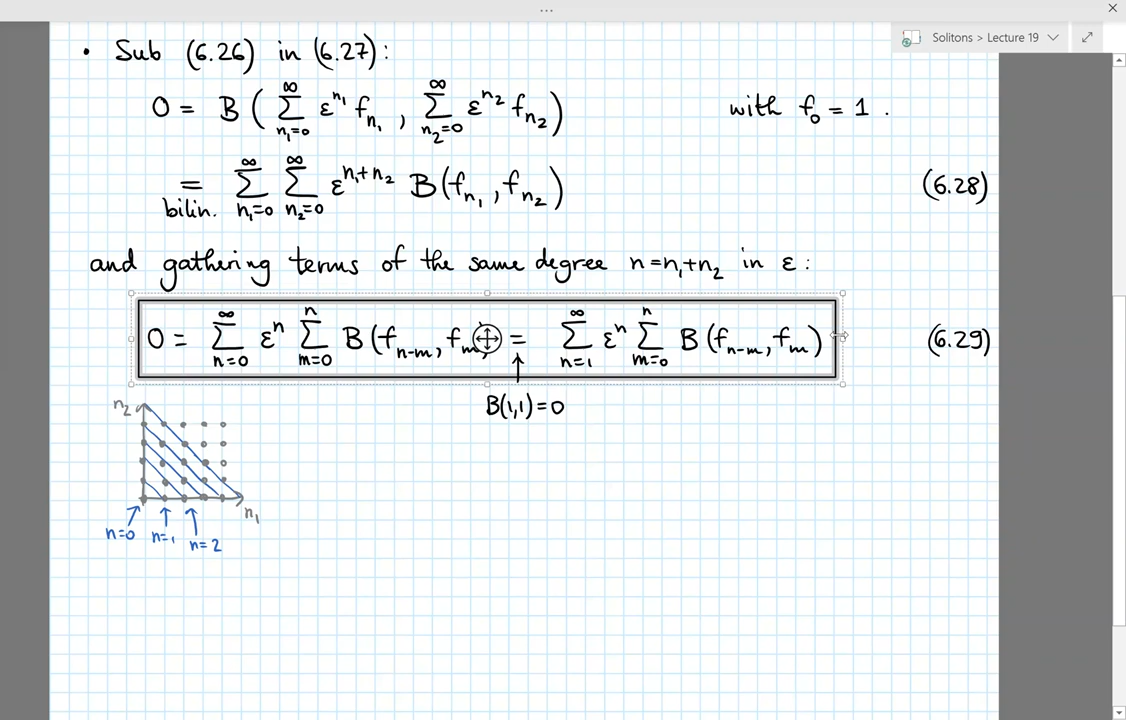 Solitons > Lecture 19
• Sub (6.26) in (6.27):
0 = B ( ∑_{n₁=0}^{∞} ε^{n₁} f_{n₁} , ∑_{n₂=0}^{∞} ε^{n₂} f_{n₂} ) with f₀ = 1 .
= ∑_{n₁=0}^{∞} ∑_{n₂=0}^{∞} ε^{n₁+n₂} B(f_{n₁}, f_{n₂}) (6.28)
bilin.
and gathering terms of the same degree n=n₁+n₂ in ε:
0 = ∑_{n=0}^{∞} ε^n ∑_{m=0}^{n} B(f_{n-m}, f_m = ∑_{n=1}^{∞} ε^n ∑_{m=0}^{n} B(f_{n-m}, f_m) (6.29)
B(1,1)=0
n₂
n₁
n=0 n=1 n=2